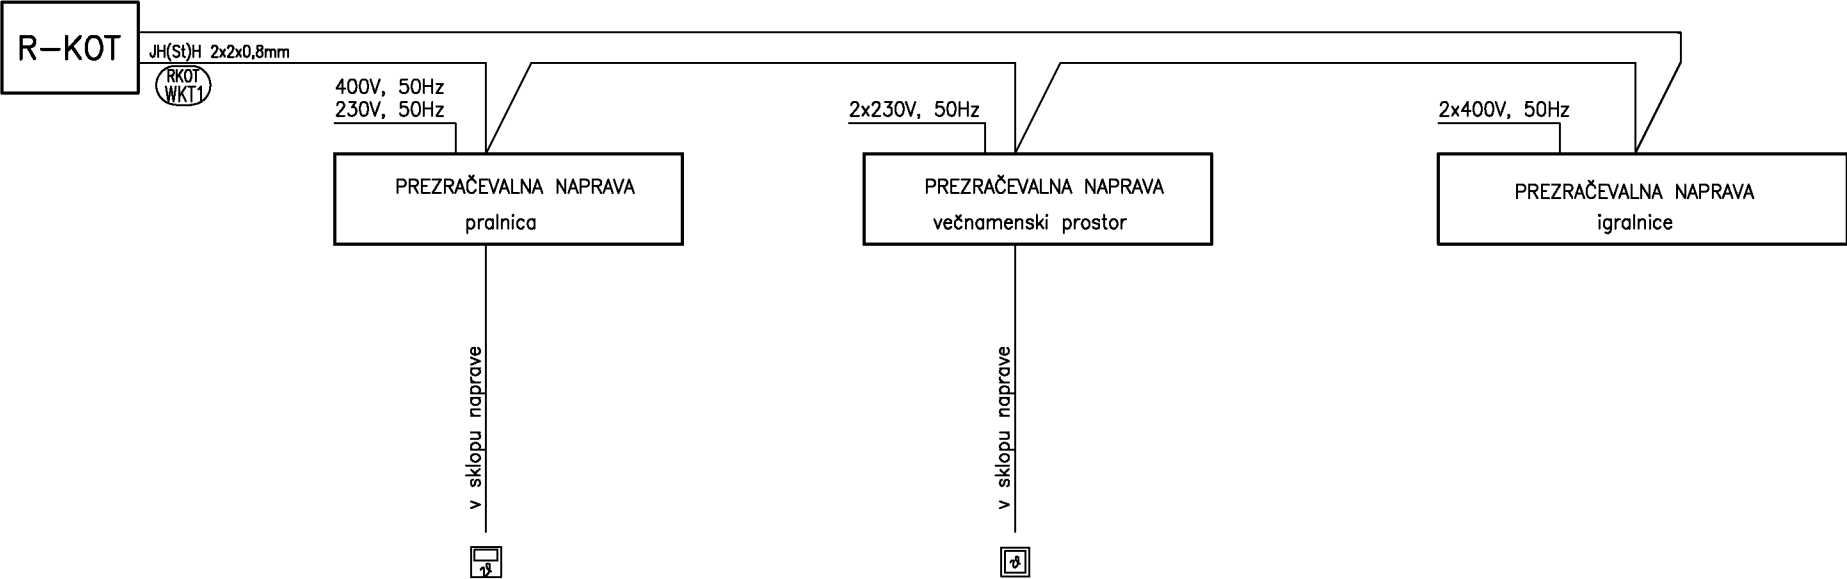 R-KOT
JH(St)H 2x2x0,8mm
RKOT
WKT1
400V, 50Hz
230V, 50Hz
2x230V, 50Hz
2x400V, 50Hz
PREZRAČEVALNA NAPRAVA
pralnica
PREZRAČEVALNA NAPRAVA
večnamenski prostor
PREZRAČEVALNA NAPRAVA
igralnice
v sklopu naprave
v sklopu naprave
ϑ
ϑ